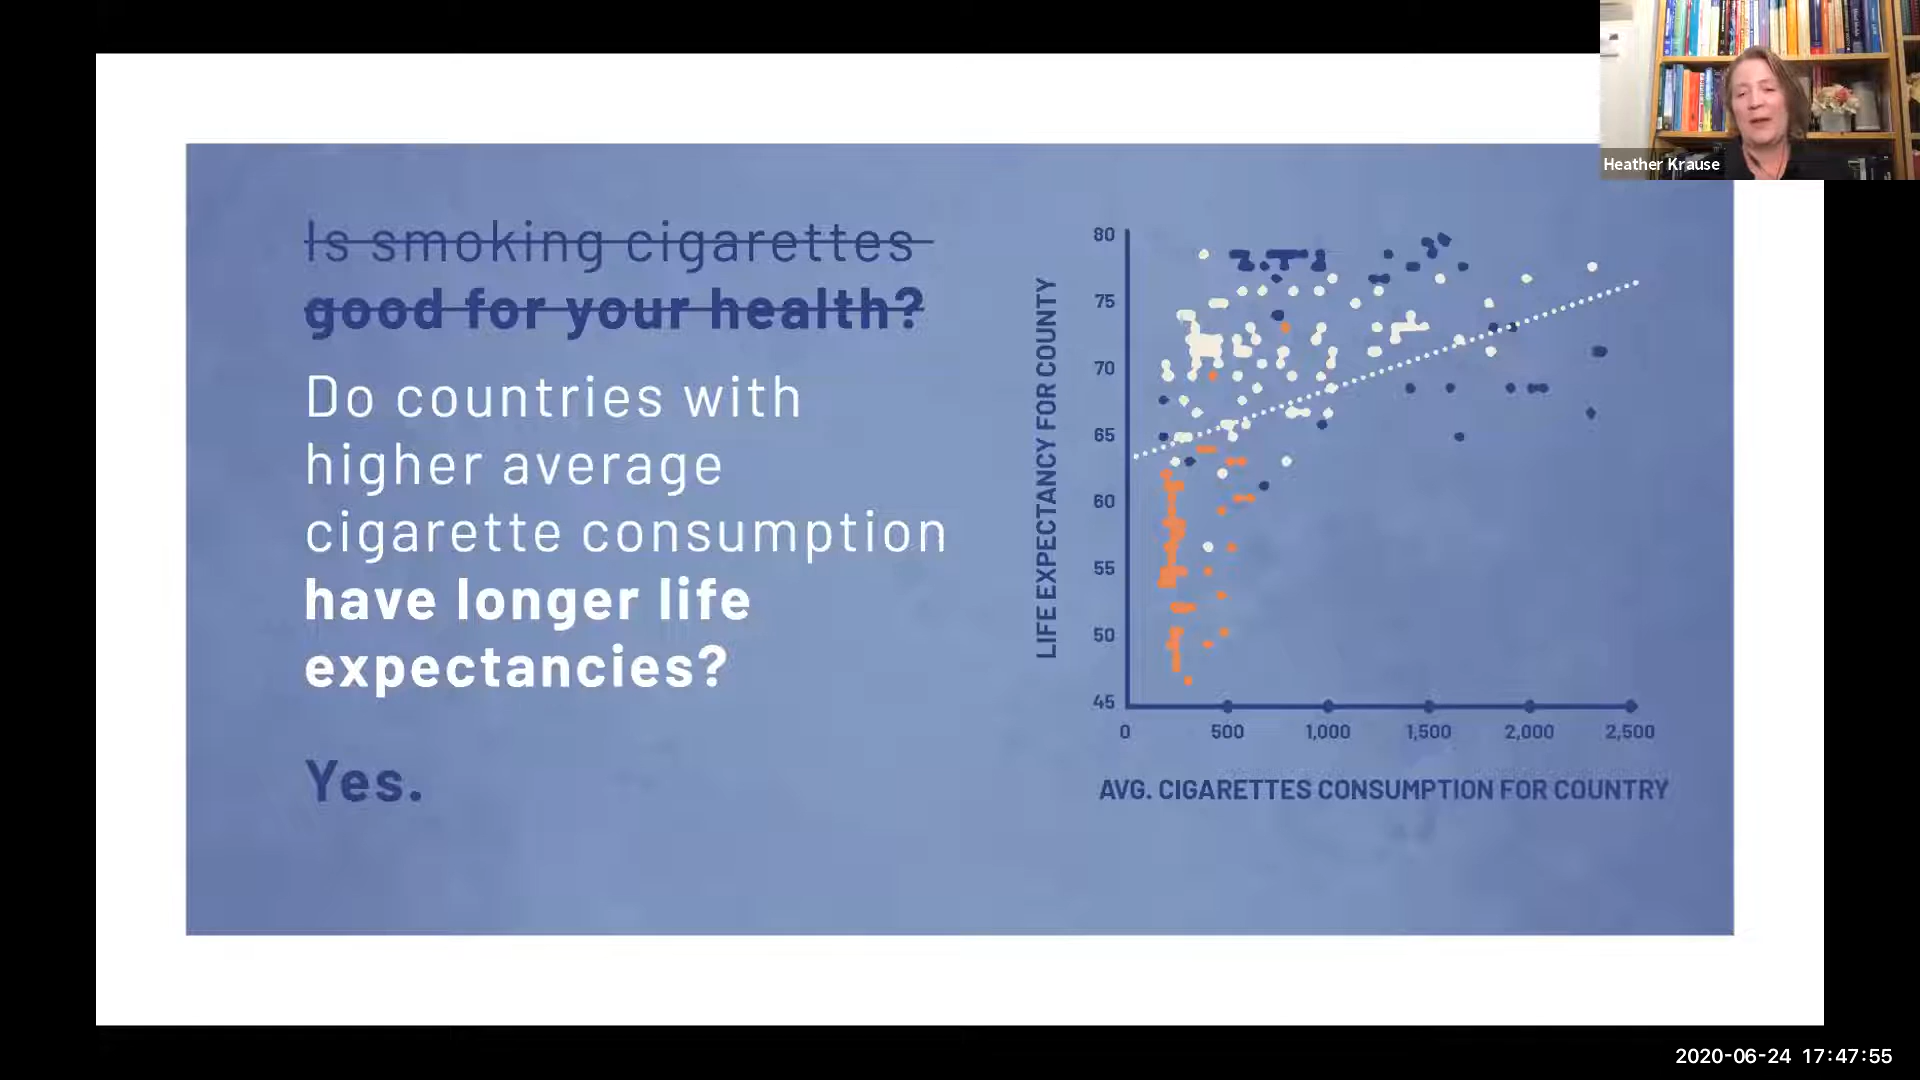 Heather Krause
Is smoking cigarettes
good for your health?
Do countries with
higher average
cigarette consumption
have longer life
expectancies?
Yes.
LIFE EXPECTANCY FOR COUNTY
80
75
70
65
60
55
50
45
0 500 1,000 1,500 2,000 2,500
AVG. CIGARETTES CONSUMPTION FOR COUNTRY
2020-06-24 17:47:55